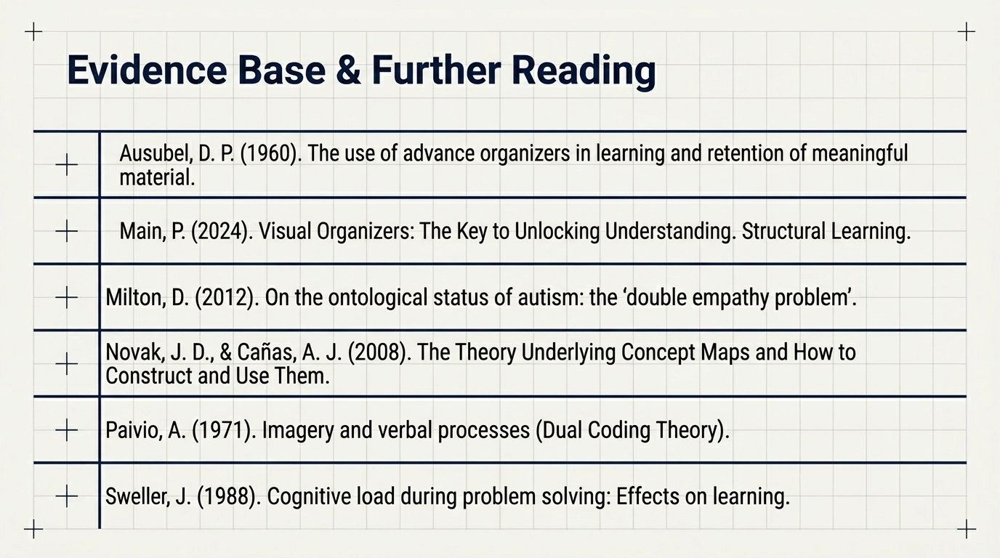 Evidence Base & Further Reading
Ausubel, D. P. (1960). The use of advance organizers in learning and retention of meaningful
material.
Main, P. (2024). Visual Organizers: The Key to Unlocking Understanding. Structural Learning.
Milton, D. (2012). On the ontological status of autism: the ‘double empathy problem’.
Novak, J. D., & Cañas, A. J. (2008). The Theory Underlying Concept Maps and How to
Construct and Use Them.
Paivio, A. (1971). Imagery and verbal processes (Dual Coding Theory).
Sweller, J. (1988). Cognitive load during problem solving: Effects on learning.